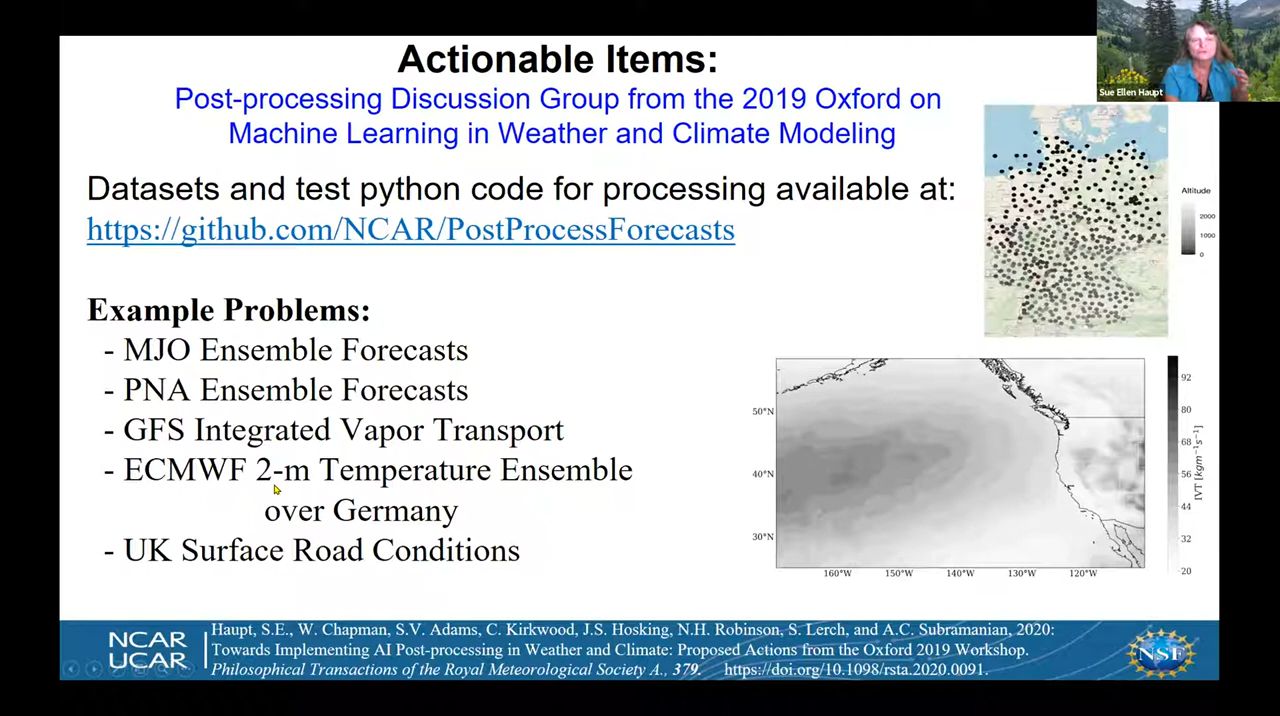 Actionable Items:
Post-processing Discussion Group from the 2019 Oxford on
Machine Learning in Weather and Climate Modeling
Sue Ellen Haupt
Datasets and test python code for processing available at:
https://github.com/NCAR/PostProcessForecasts
Altitude
2000
1000
0
Example Problems:
- MJO Ensemble Forecasts
- PNA Ensemble Forecasts
- GFS Integrated Vapor Transport
- ECMWF 2-m Temperature Ensemble
over Germany
- UK Surface Road Conditions
50°N
40°N
30°N
160°W 150°W 140°W 130°W 120°W
92
80
68
56
44
32
20
IVT [kgm⁻¹s⁻¹]
NCAR
UCAR
Haupt, S.E., W. Chapman, S.V. Adams, C. Kirkwood, J.S. Hosking, N.H. Robinson, S. Lerch, and A.C. Subramanian, 2020:
Towards Implementing AI Post-processing in Weather and Climate: Proposed Actions from the Oxford 2019 Workshop.
Philosophical Transactions of the Royal Meteorological Society A., 379. https://doi.org/10.1098/rsta.2020.0091.
NSF